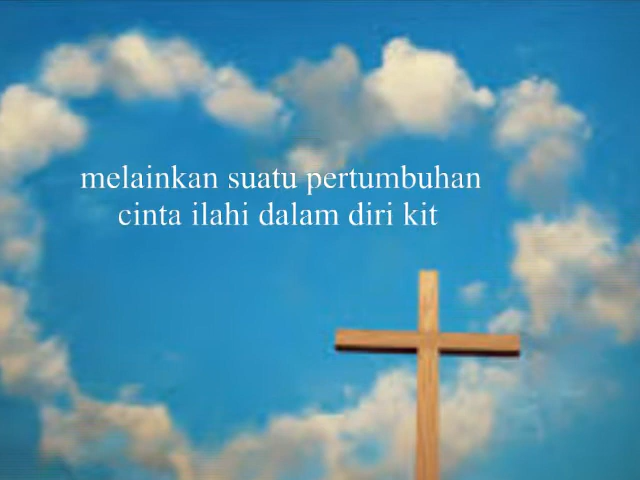 melainkan suatu pertumbuhan
cinta ilahi dalam diri kit